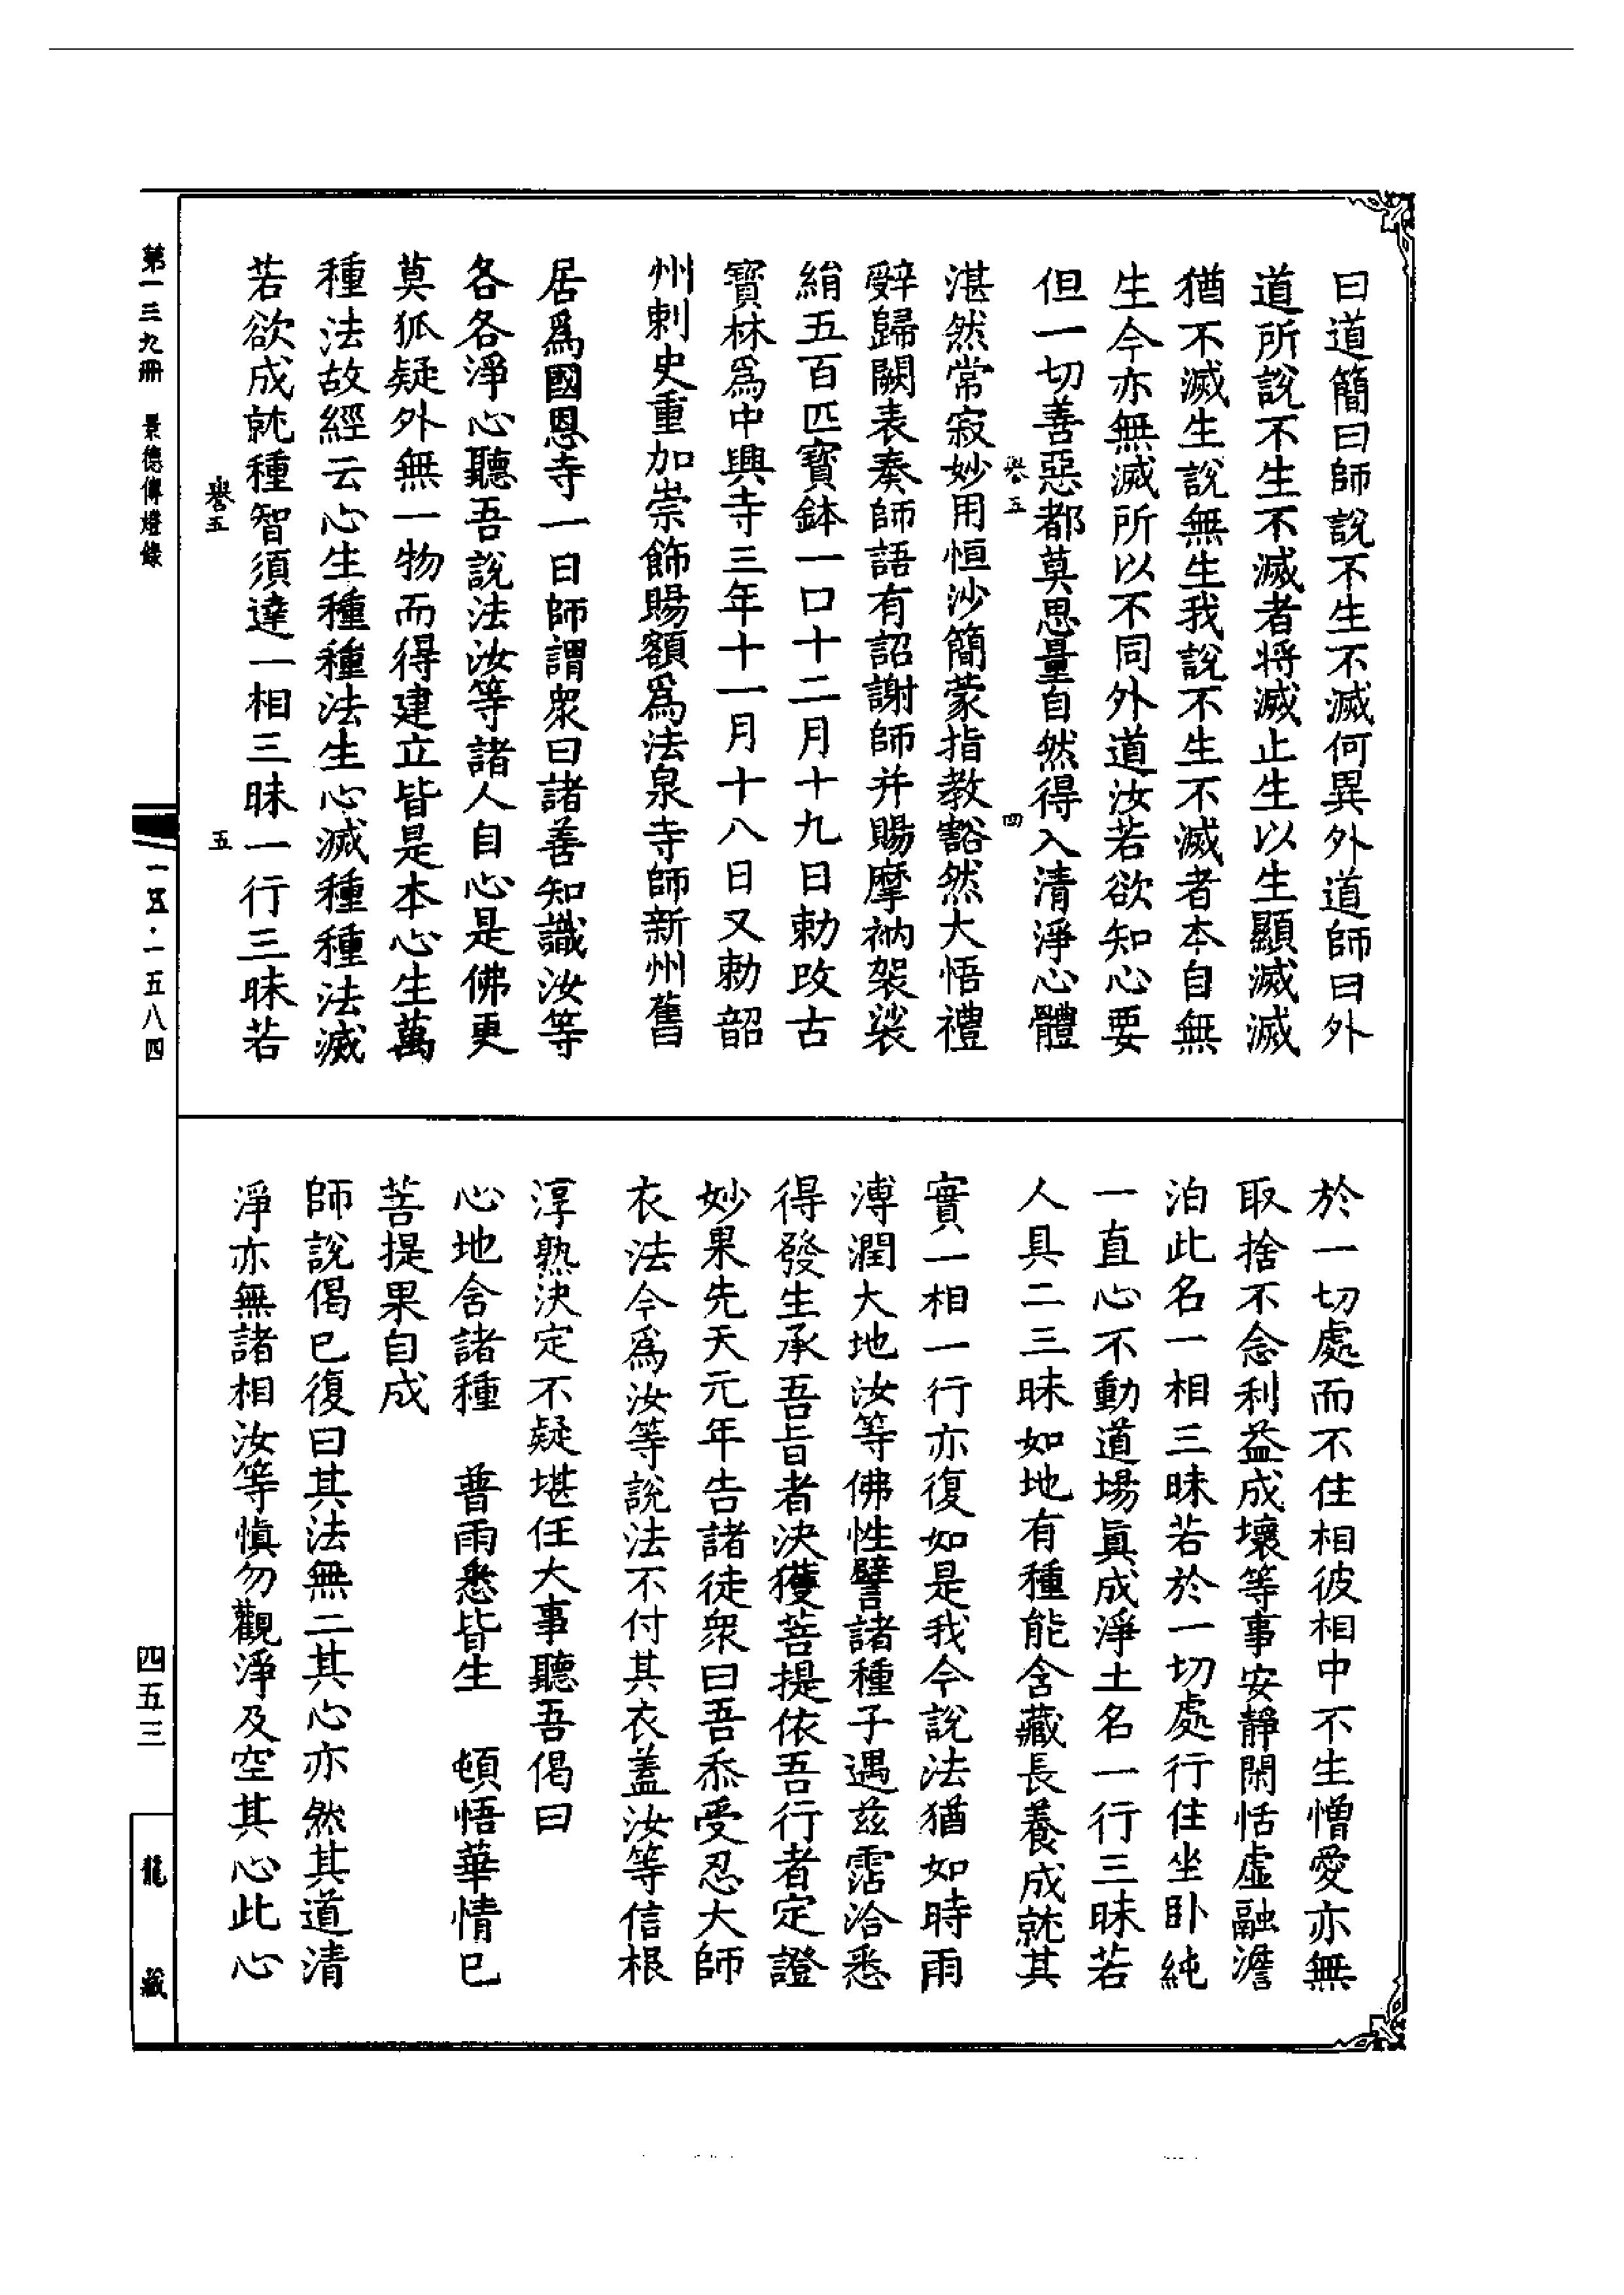 曰道簡曰師說不生不滅何異外道師曰外
道所說不生不滅者將滅止生以生顯滅滅
猶不滅生說無生我說不生不滅者本自無
生今亦無滅所以不同外道汝若欲知心要
但一切善惡都莫思量自然得入清淨心體
譽五 四
湛然常寂妙用恒沙簡蒙指教豁然大悟禮
辤歸闕表奏師語有詔謝師并賜摩衲袈裟
絹五百匹寶鉢一口十二月十九日勅改古
寶林爲中興寺三年十一月十八日又勅韶
州刺史重加崇飾賜額爲法泉寺師新州舊
居爲國恩寺一日師謂衆曰諸善知識汝等
各各淨心聽吾說法汝等諸人自心是佛更
莫狐疑外無一物而得建立皆是本心生萬
種法故經云心生種種法生心滅種種法滅
若欲成就種智須達一相三昧一行三昧若
譽五 五
於一切處而不住相彼相中不生憎愛亦無
取捨不念利益成壞等事安靜閑恬虛融澹
泊此名一相三昧若於一切處行住坐卧純
一直心不動道場眞成淨土名一行三昧若
人具二三昧如地有種能含藏長養成就其
實一相一行亦復如是我今說法猶如時雨
溥潤大地汝等佛性譬諸種子遇茲霑洽悉
得發生承吾旨者決獲菩提依吾行者定證
妙果先天元年告諸徒衆曰吾忝受忍大師
衣法今爲汝等說法不付其衣蓋汝等信根
淳熟決定不疑堪任大事聽吾偈曰
心地含諸種 普雨悉皆生 頓悟華情已
菩提果自成
師說偈已復曰其法無二其心亦然其道清
淨亦無諸相汝等愼勿觀淨及空其心此心
第一三九冊 景德傳燈錄
一五·一五八四
四五三
龍藏